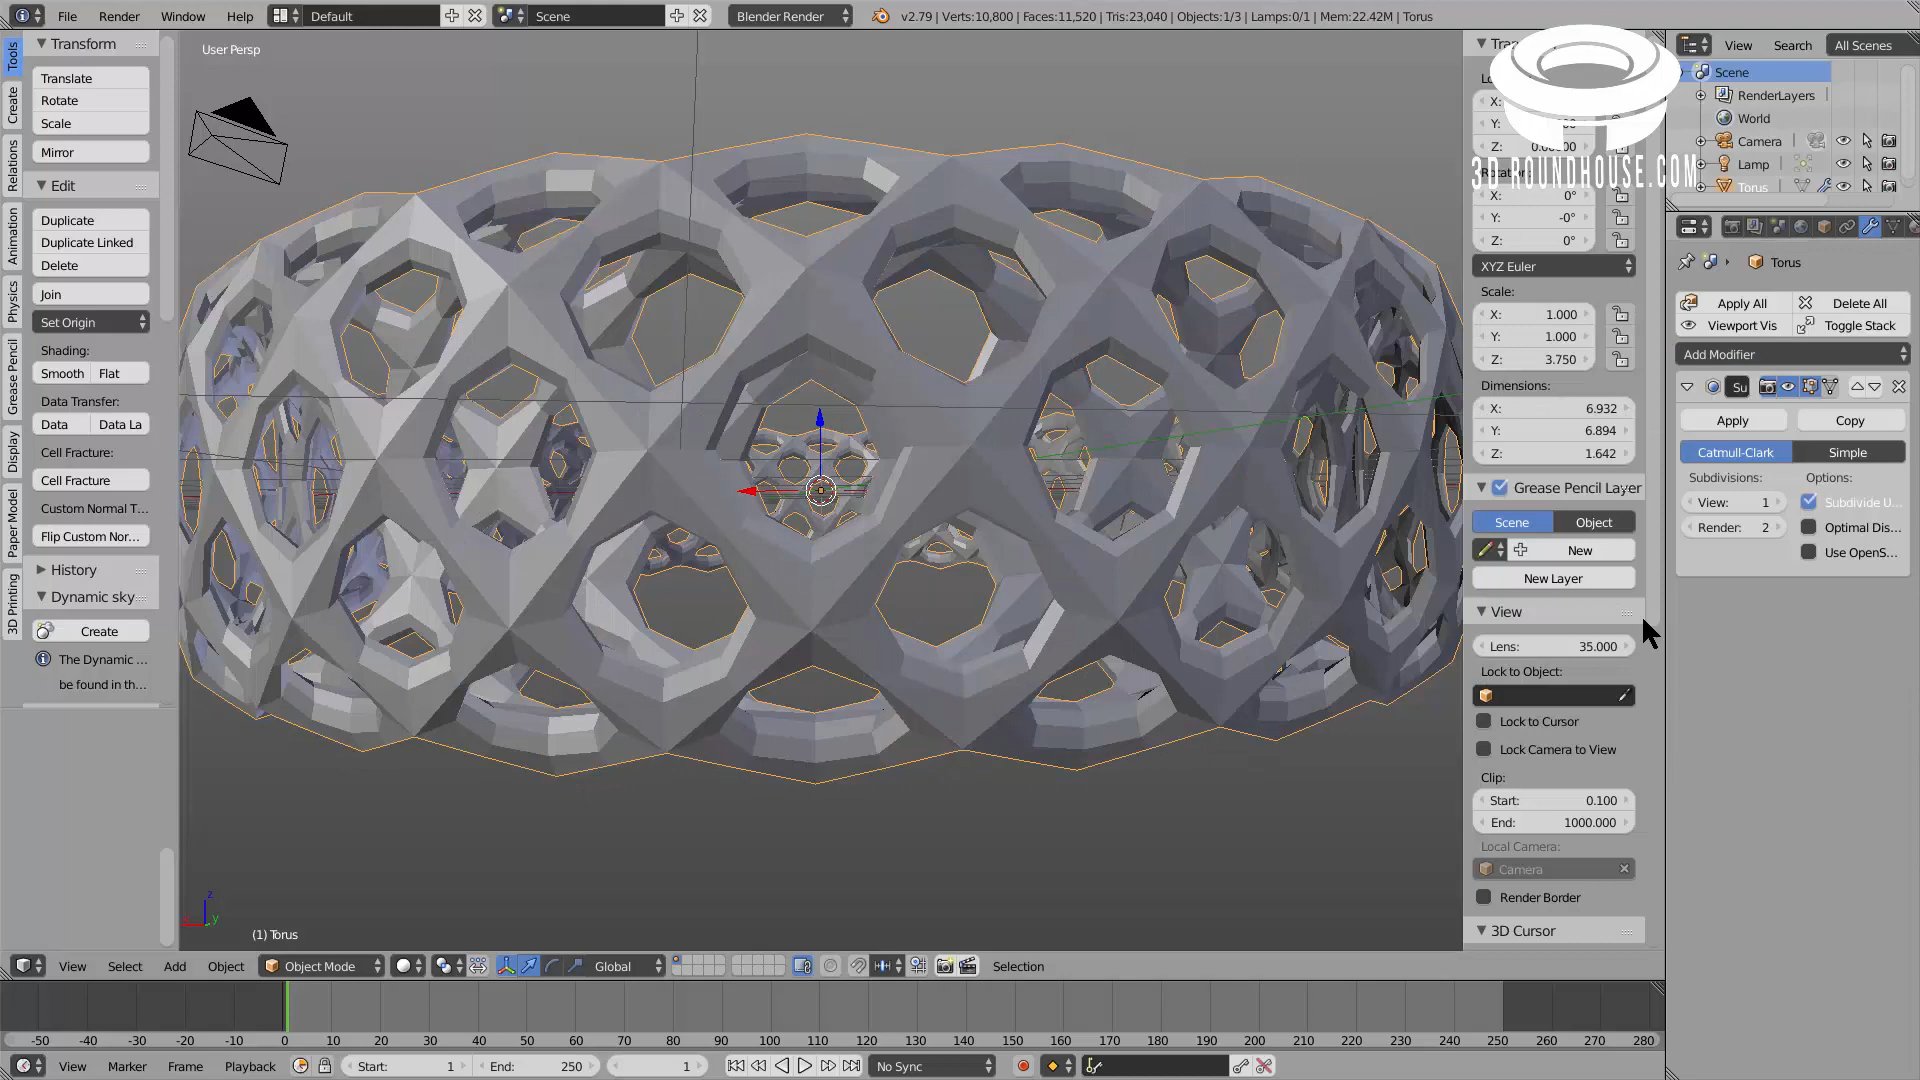 File Render Window Help Default Scene Blender Render v2.79 | Verts:10,800 | Faces:11,520 | Tris:23,040 | Objects:1/3 | Lamps:0/1 | Mem:22.42M | Torus
Tools
Create
Relations
Animation
Physics
Grease Pencil
Display
Paper Model
3D Printing
Transform
Translate
Rotate
Scale
Mirror
Edit
Duplicate
Duplicate Linked
Delete
Join
Set Origin
Shading:
Smooth Flat
Data Transfer:
Data Data La
Cell Fracture:
Cell Fracture
Custom Normal T...
Flip Custom Nor...
History
Dynamic sky
Create
The Dynamic ...
be found in th...
User Persp
z
y
(1) Torus
3D ROUNDHOUSE.COM
X:
Y:
Z:
X: 0°
Y: -0°
Z: 0°
XYZ Euler
Scale:
X: 1.000
Y: 1.000
Z: 3.750
Dimensions:
X: 6.932
Y: 6.894
Z: 1.642
Grease Pencil Layer
Scene Object
New
New Layer
View
Lens: 35.000
Lock to Object:
Lock to Cursor
Lock Camera to View
Clip:
Start: 0.100
End: 1000.000
Local Camera:
Camera
Render Border
3D Cursor
View Search All Scenes
Scene
RenderLayers
World
Camera
Lamp
Torus
Torus
Apply All Delete All
Viewport Vis Toggle Stack
Add Modifier
Su
Apply Copy
Catmull-Clark Simple
Subdivisions: Options:
View: 1 Subdivide U...
Render: 2 Optimal Dis...
Use OpenS...
View Select Add Object Object Mode Global Selection
-50 -40 -30 -20 -10 0 10 20 30 40 50 60 70 80 90 100 110 120 130 140 150 160 170 180 190 200 210 220 230 240 250 260 270 280
View Marker Frame Playback Start: 1 End: 250 1 No Sync